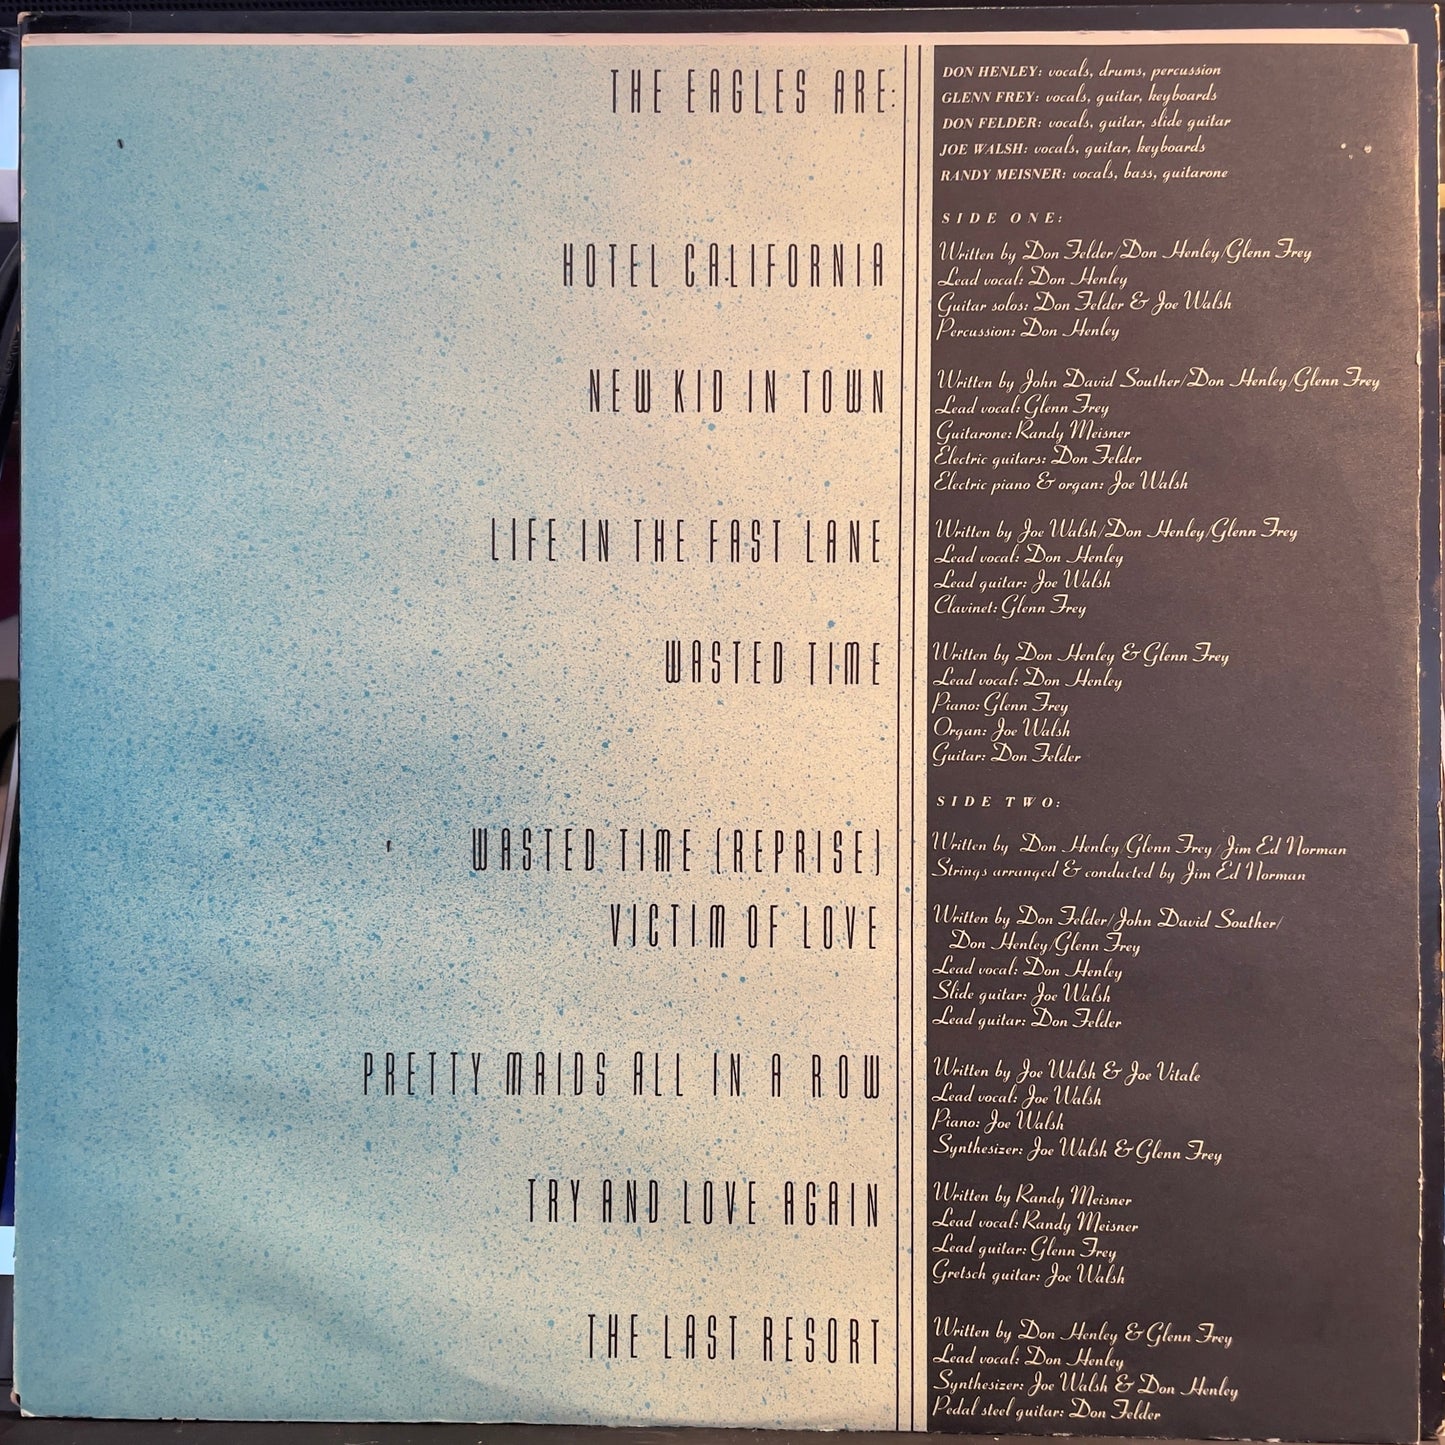 THE EAGLES ARE:
DON HENLEY: vocals, drums, percussion
GLENN FREY: vocals, guitar, keyboards
DON FELDER: vocals, guitar, slide guitar
JOE WALSH: vocals, guitar, keyboards
RANDY MEISNER: vocals, bass, guitarone
SIDE ONE:
HOTEL CALIFORNIA
Written by Don Felder/Don Henley/Glenn Frey
Lead vocal: Don Henley
Guitar solos: Don Felder & Joe Walsh
Percussion: Don Henley
NEW KID IN TOWN
Written by John David Souther/Don Henley/Glenn Frey
Lead vocal: Glenn Frey
Guitarone: Randy Meisner
Electric guitars: Don Felder
Electric piano & organ: Joe Walsh
LIFE IN THE FAST LANE
Written by Joe Walsh/Don Henley/Glenn Frey
Lead vocal: Don Henley
Lead guitar: Joe Walsh
Clavinet: Glenn Frey
WASTED TIME
Written by Don Henley & Glenn Frey
Lead vocal: Don Henley
Piano: Glenn Frey
Organ: Joe Walsh
Guitar: Don Felder
SIDE TWO:
WASTED TIME (REPRISE)
Written by Don Henley/Glenn Frey/Jim Ed Norman
Strings arranged & conducted by Jim Ed Norman
VICTIM OF LOVE
Written by Don Felder/John David Souther/
Don Henley/Glenn Frey
Lead vocal: Don Henley
Slide guitar: Joe Walsh
Lead guitar: Don Felder
PRETTY MAIDS ALL IN A ROW
Written by Joe Walsh & Joe Vitale
Lead vocal: Joe Walsh
Piano: Joe Walsh
Synthesizer: Joe Walsh & Glenn Frey
TRY AND LOVE AGAIN
Written by Randy Meisner
Lead vocal: Randy Meisner
Lead guitar: Glenn Frey
Gretsch guitar: Joe Walsh
THE LAST RESORT
Written by Don Henley & Glenn Frey
Lead vocal: Don Henley
Synthesizer: Joe Walsh & Don Henley
Pedal steel guitar: Don Felder